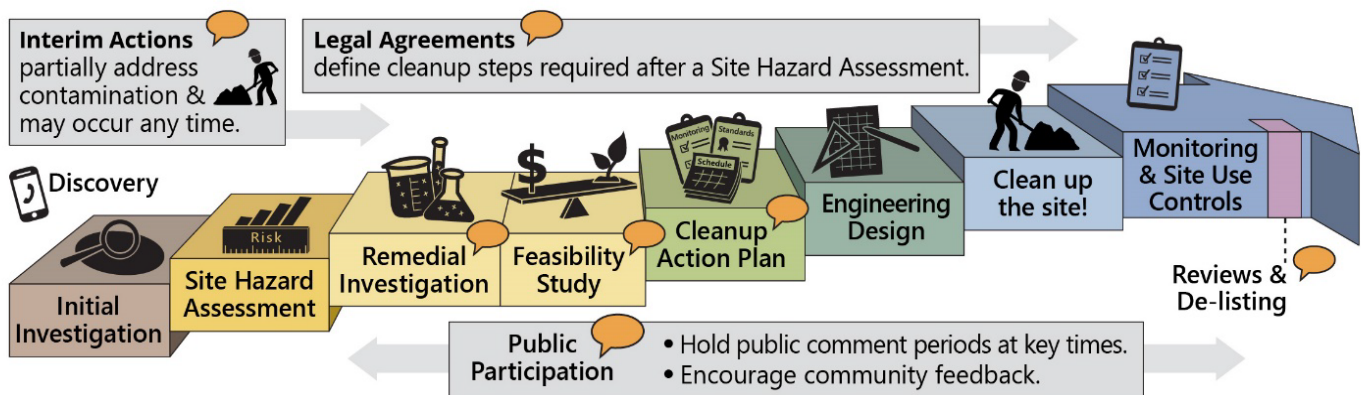 Interim Actions
partially address
contamination &
may occur any time.
Legal Agreements
define cleanup steps required after a Site Hazard Assessment.
Discovery
Initial
Investigation
Risk
Site Hazard
Assessment
Remedial
Investigation
$
Feasibility
Study
Monitoring
Standards
Schedule
Cleanup
Action Plan
Engineering
Design
Clean up
the site!
Monitoring
& Site Use
Controls
Reviews &
De-listing
Public
Participation
• Hold public comment periods at key times.
• Encourage community feedback.